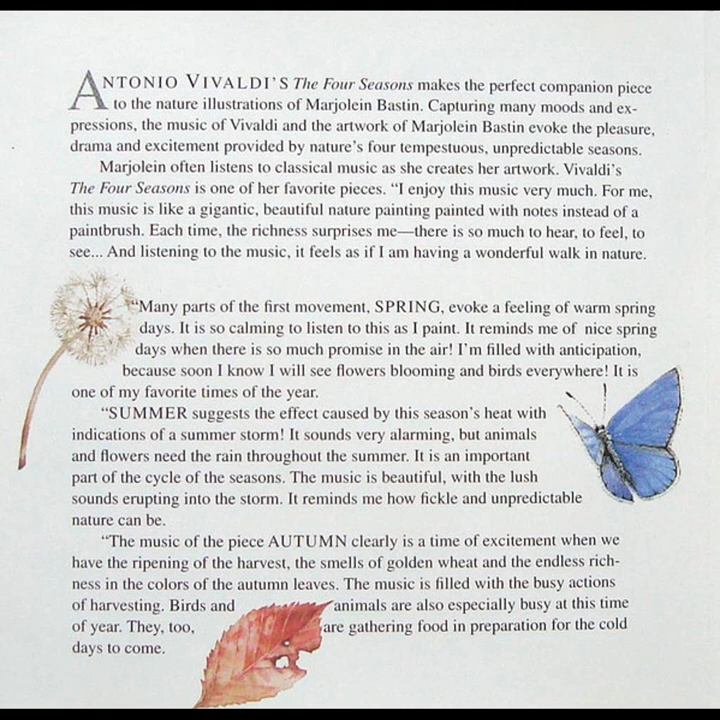 ANTONIO VIVALDI'S The Four Seasons makes the perfect companion piece
to the nature illustrations of Marjolein Bastin. Capturing many moods and ex-
pressions, the music of Vivaldi and the artwork of Marjolein Bastin evoke the pleasure,
drama and excitement provided by nature's four tempestuous, unpredictable seasons.
Marjolein often listens to classical music as she creates her artwork. Vivaldi's
The Four Seasons is one of her favorite pieces. “I enjoy this music very much. For me,
this music is like a gigantic, beautiful nature painting painted with notes instead of a
paintbrush. Each time, the richness surprises me—there is so much to hear, to feel, to
see... And listening to the music, it feels as if I am having a wonderful walk in nature.
“Many parts of the first movement, SPRING, evoke a feeling of warm spring
days. It is so calming to listen to this as I paint. It reminds me of nice spring
days when there is so much promise in the air! I'm filled with anticipation,
because soon I know I will see flowers blooming and birds everywhere! It is
one of my favorite times of the year.
“SUMMER suggests the effect caused by this season's heat with
indications of a summer storm! It sounds very alarming, but animals
and flowers need the rain throughout the summer. It is an important
part of the cycle of the seasons. The music is beautiful, with the lush
sounds erupting into the storm. It reminds me how fickle and unpredictable
nature can be.
“The music of the piece AUTUMN clearly is a time of excitement when we
have the ripening of the harvest, the smells of golden wheat and the endless rich-
ness in the colors of the autumn leaves. The music is filled with the busy actions
of harvesting. Birds and animals are also especially busy at this time
of year. They, too, are gathering food in preparation for the cold
days to come.